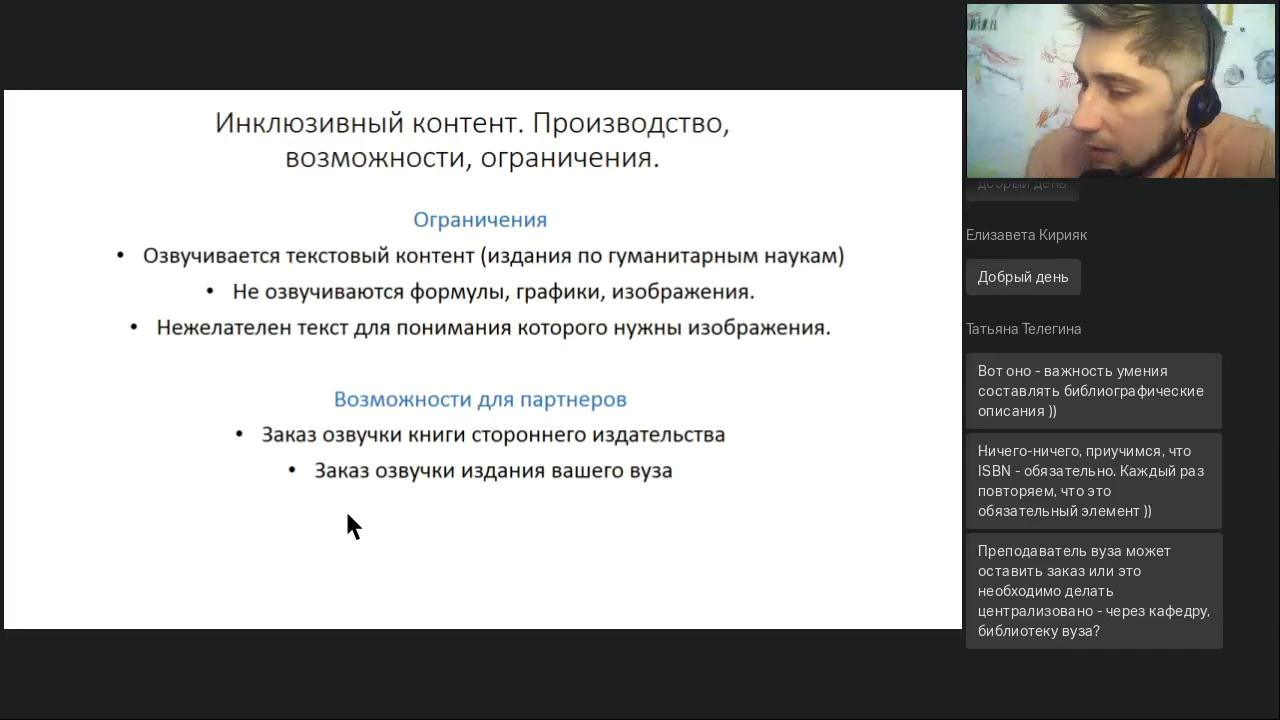 Инклюзивный контент. Производство,
возможности, ограничения.
Ограничения
• Озвучивается текстовый контент (издания по гуманитарным наукам)
• Не озвучиваются формулы, графики, изображения.
• Нежелателен текст для понимания которого нужны изображения.
Возможности для партнеров
• Заказ озвучки книги стороннего издательства
• Заказ озвучки издания вашего вуза
добрый день
Елизавета Кирияк
Добрый день
Татьяна Телегина
Вот оно - важность умения
составлять библиографические
описания ))
Ничего-ничего, приучимся, что
ISBN - обязательно. Каждый раз
повторяем, что это
обязательный элемент ))
Преподаватель вуза может
оставить заказ или это
необходимо делать
централизовано - через кафедру,
библиотеку вуза?